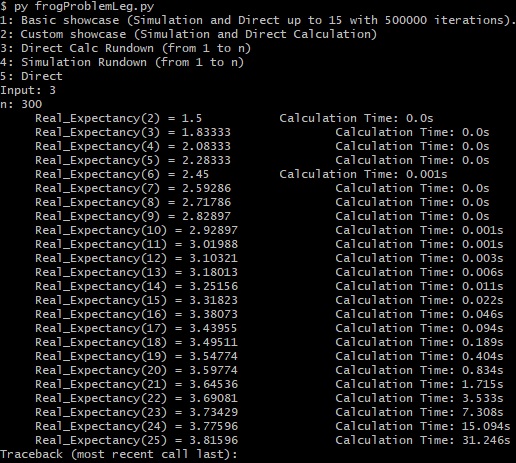 $ py frogProblemLeg.py
1: Basic showcase (Simulation and Direct up to 15 with 500000 iterations).
2: Custom showcase (Simulation and Direct Calculation)
3: Direct Calc Rundown (from 1 to n)
4: Simulation Rundown (from 1 to n)
5: Direct
Input: 3
n: 300
Real_Expectancy(2) = 1.5 Calculation Time: 0.0s
Real_Expectancy(3) = 1.83333 Calculation Time: 0.0s
Real_Expectancy(4) = 2.08333 Calculation Time: 0.0s
Real_Expectancy(5) = 2.28333 Calculation Time: 0.0s
Real_Expectancy(6) = 2.45 Calculation Time: 0.001s
Real_Expectancy(7) = 2.59286 Calculation Time: 0.0s
Real_Expectancy(8) = 2.71786 Calculation Time: 0.0s
Real_Expectancy(9) = 2.82897 Calculation Time: 0.0s
Real_Expectancy(10) = 2.92897 Calculation Time: 0.001s
Real_Expectancy(11) = 3.01988 Calculation Time: 0.001s
Real_Expectancy(12) = 3.10321 Calculation Time: 0.003s
Real_Expectancy(13) = 3.18013 Calculation Time: 0.006s
Real_Expectancy(14) = 3.25156 Calculation Time: 0.011s
Real_Expectancy(15) = 3.31823 Calculation Time: 0.022s
Real_Expectancy(16) = 3.38073 Calculation Time: 0.046s
Real_Expectancy(17) = 3.43955 Calculation Time: 0.094s
Real_Expectancy(18) = 3.49511 Calculation Time: 0.189s
Real_Expectancy(19) = 3.54774 Calculation Time: 0.404s
Real_Expectancy(20) = 3.59774 Calculation Time: 0.834s
Real_Expectancy(21) = 3.64536 Calculation Time: 1.715s
Real_Expectancy(22) = 3.69081 Calculation Time: 3.533s
Real_Expectancy(23) = 3.73429 Calculation Time: 7.308s
Real_Expectancy(24) = 3.77596 Calculation Time: 15.094s
Real_Expectancy(25) = 3.81596 Calculation Time: 31.246s
Traceback (most recent call last):